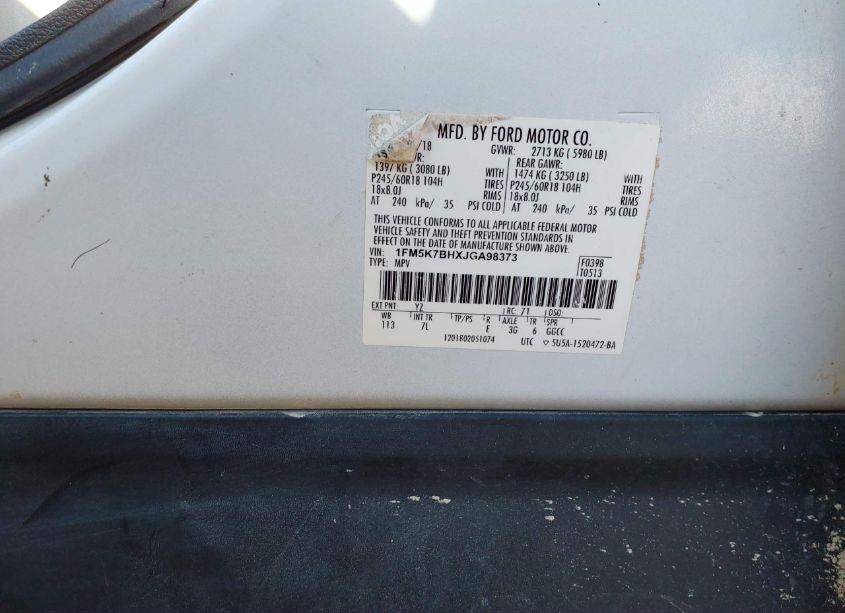 MFD. BY FORD MOTOR CO.
/18 GVWR: 2713 KG ( 5980 LB)
R: REAR GAWR:
1397 KG ( 3080 LB) WITH 1474 KG ( 3250 LB) WITH
P245/60R18 104H TIRES P245/60R18 104H TIRES
18x8.0J RIMS 18x8.0J RIMS
AT 240 kPa/ 35 PSI COLD AT 240 kPa/ 35 PSI COLD
THIS VEHICLE CONFORMS TO ALL APPLICABLE FEDERAL MOTOR
VEHICLE SAFETY AND THEFT PREVENTION STANDARDS IN
EFFECT ON THE DATE OF MANUFACTURE SHOWN ABOVE.
VIN: 1FM5K7BHXJGA98373 F0398
TYPE: MPV T0513
EXT PNT: YZ RC: 71 DSO:
WB INT TR TP/PS R AXLE TR SPR
113 7L E 3G 6 GGCC
1201802051074 UTC ▽ 5U5A-1520472-BA